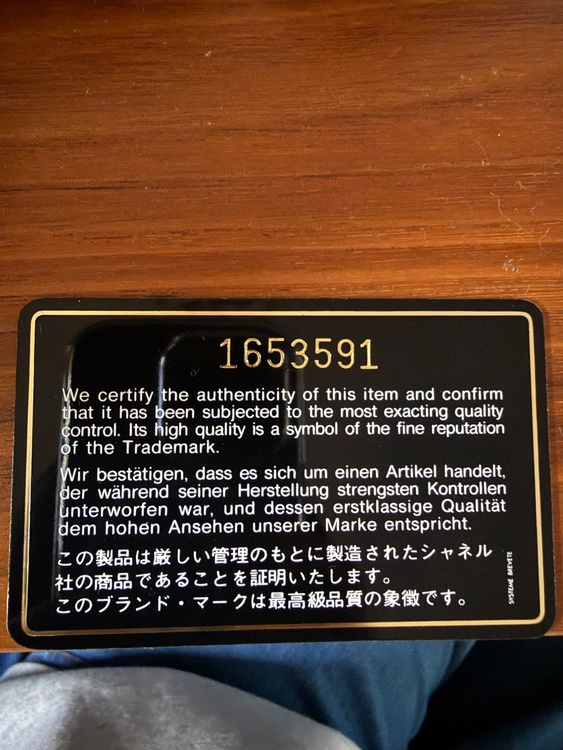 1653591
We certify the authenticity of this item and confirm
that it has been subjected to the most exacting quality
control. Its high quality is a symbol of the fine reputation
of the Trademark.
Wir bestätigen, dass es sich um einen Artikel handelt,
der während seiner Herstellung strengsten Kontrollen
unterworfen war, und dessen erstklassige Qualität
dem hohen Ansehen unserer Marke entspricht.
この製品は厳しい管理のもとに製造されたシャネル
社の商品であることを証明いたします。
このブランド・マークは最高級品質の象徴です。
SYSTEME BREVETE